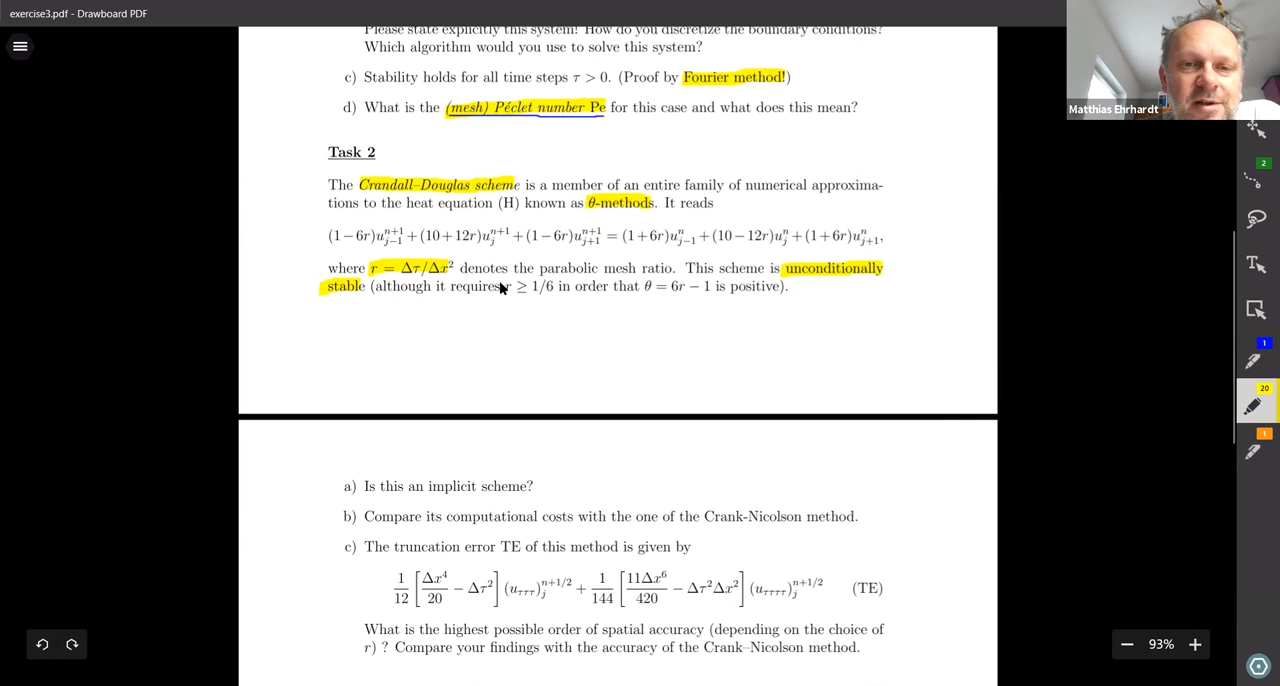 exercise3.pdf - Drawboard PDF
Please state explicitly this system! How do you discretize the boundary conditions?
Which algorithm would you use to solve this system?
c) Stability holds for all time steps τ > 0. (Proof by Fourier method!)
Matthias Ehrhardt
d) What is the (mesh) Péclet number Pe for this case and what does this mean?
Task 2
The Crandall–Douglas scheme is a member of an entire family of numerical approxima-
tions to the heat equation (H) known as θ-methods. It reads
(1 − 6r)u_{j−1}^{n+1} + (10 + 12r)u_j^{n+1} + (1 − 6r)u_{j+1}^{n+1} = (1 + 6r)u_{j−1}^n + (10 − 12r)u_j^n + (1 + 6r)u_{j+1}^n,
where r = Δτ/Δx² denotes the parabolic mesh ratio. This scheme is unconditionally
stable (although it requires r ≥ 1/6 in order that θ = 6r − 1 is positive).
a) Is this an implicit scheme?
b) Compare its computational costs with the one of the Crank-Nicolson method.
c) The truncation error TE of this method is given by
1/12 [Δx⁴/20 − Δτ²] (u_{τττ})_j^{n+1/2} + 1/144 [11Δx⁶/420 − Δτ²Δx²] (u_{ττττ})_j^{n+1/2} (TE)
What is the highest possible order of spatial accuracy (depending on the choice of
r) ? Compare your findings with the accuracy of the Crank–Nicolson method.
2
1
20
1
93%